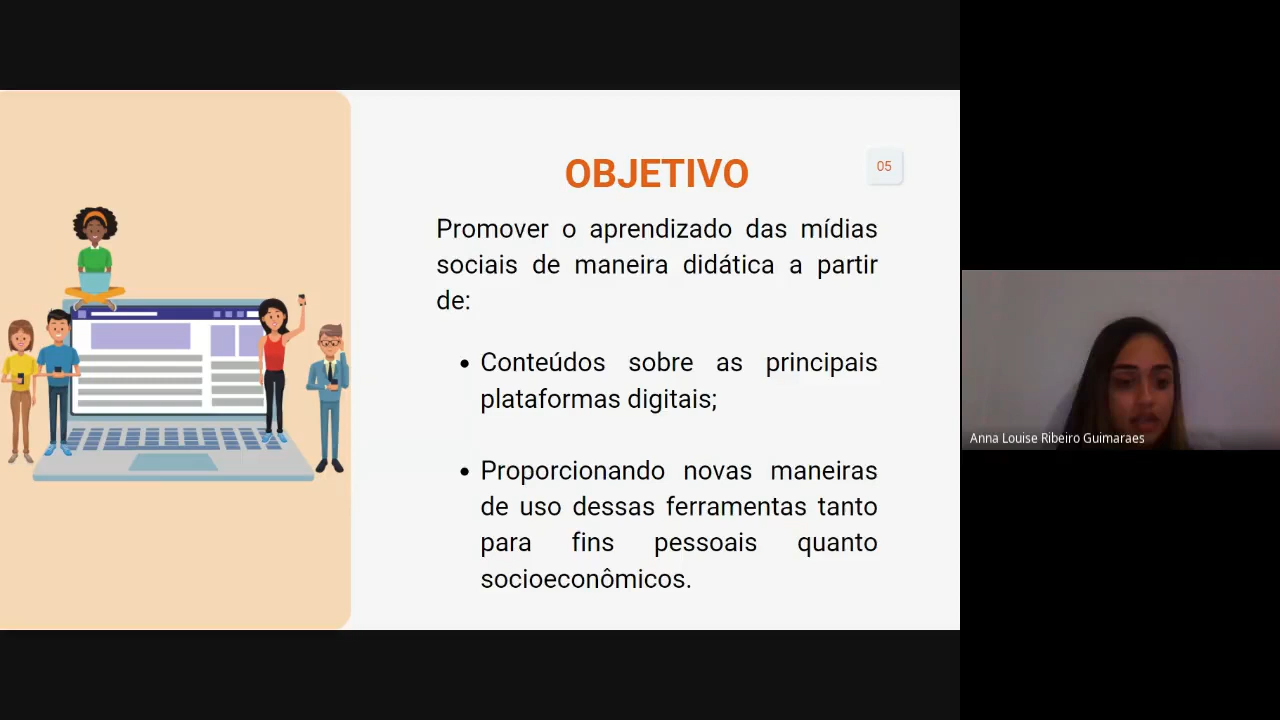 OBJETIVO
05
Promover o aprendizado das mídias
sociais de maneira didática a partir
de:
• Conteúdos sobre as principais
plataformas digitais;
• Proporcionando novas maneiras
de uso dessas ferramentas tanto
para fins pessoais quanto
socioeconômicos.
Anna Louise Ribeiro Guimaraes